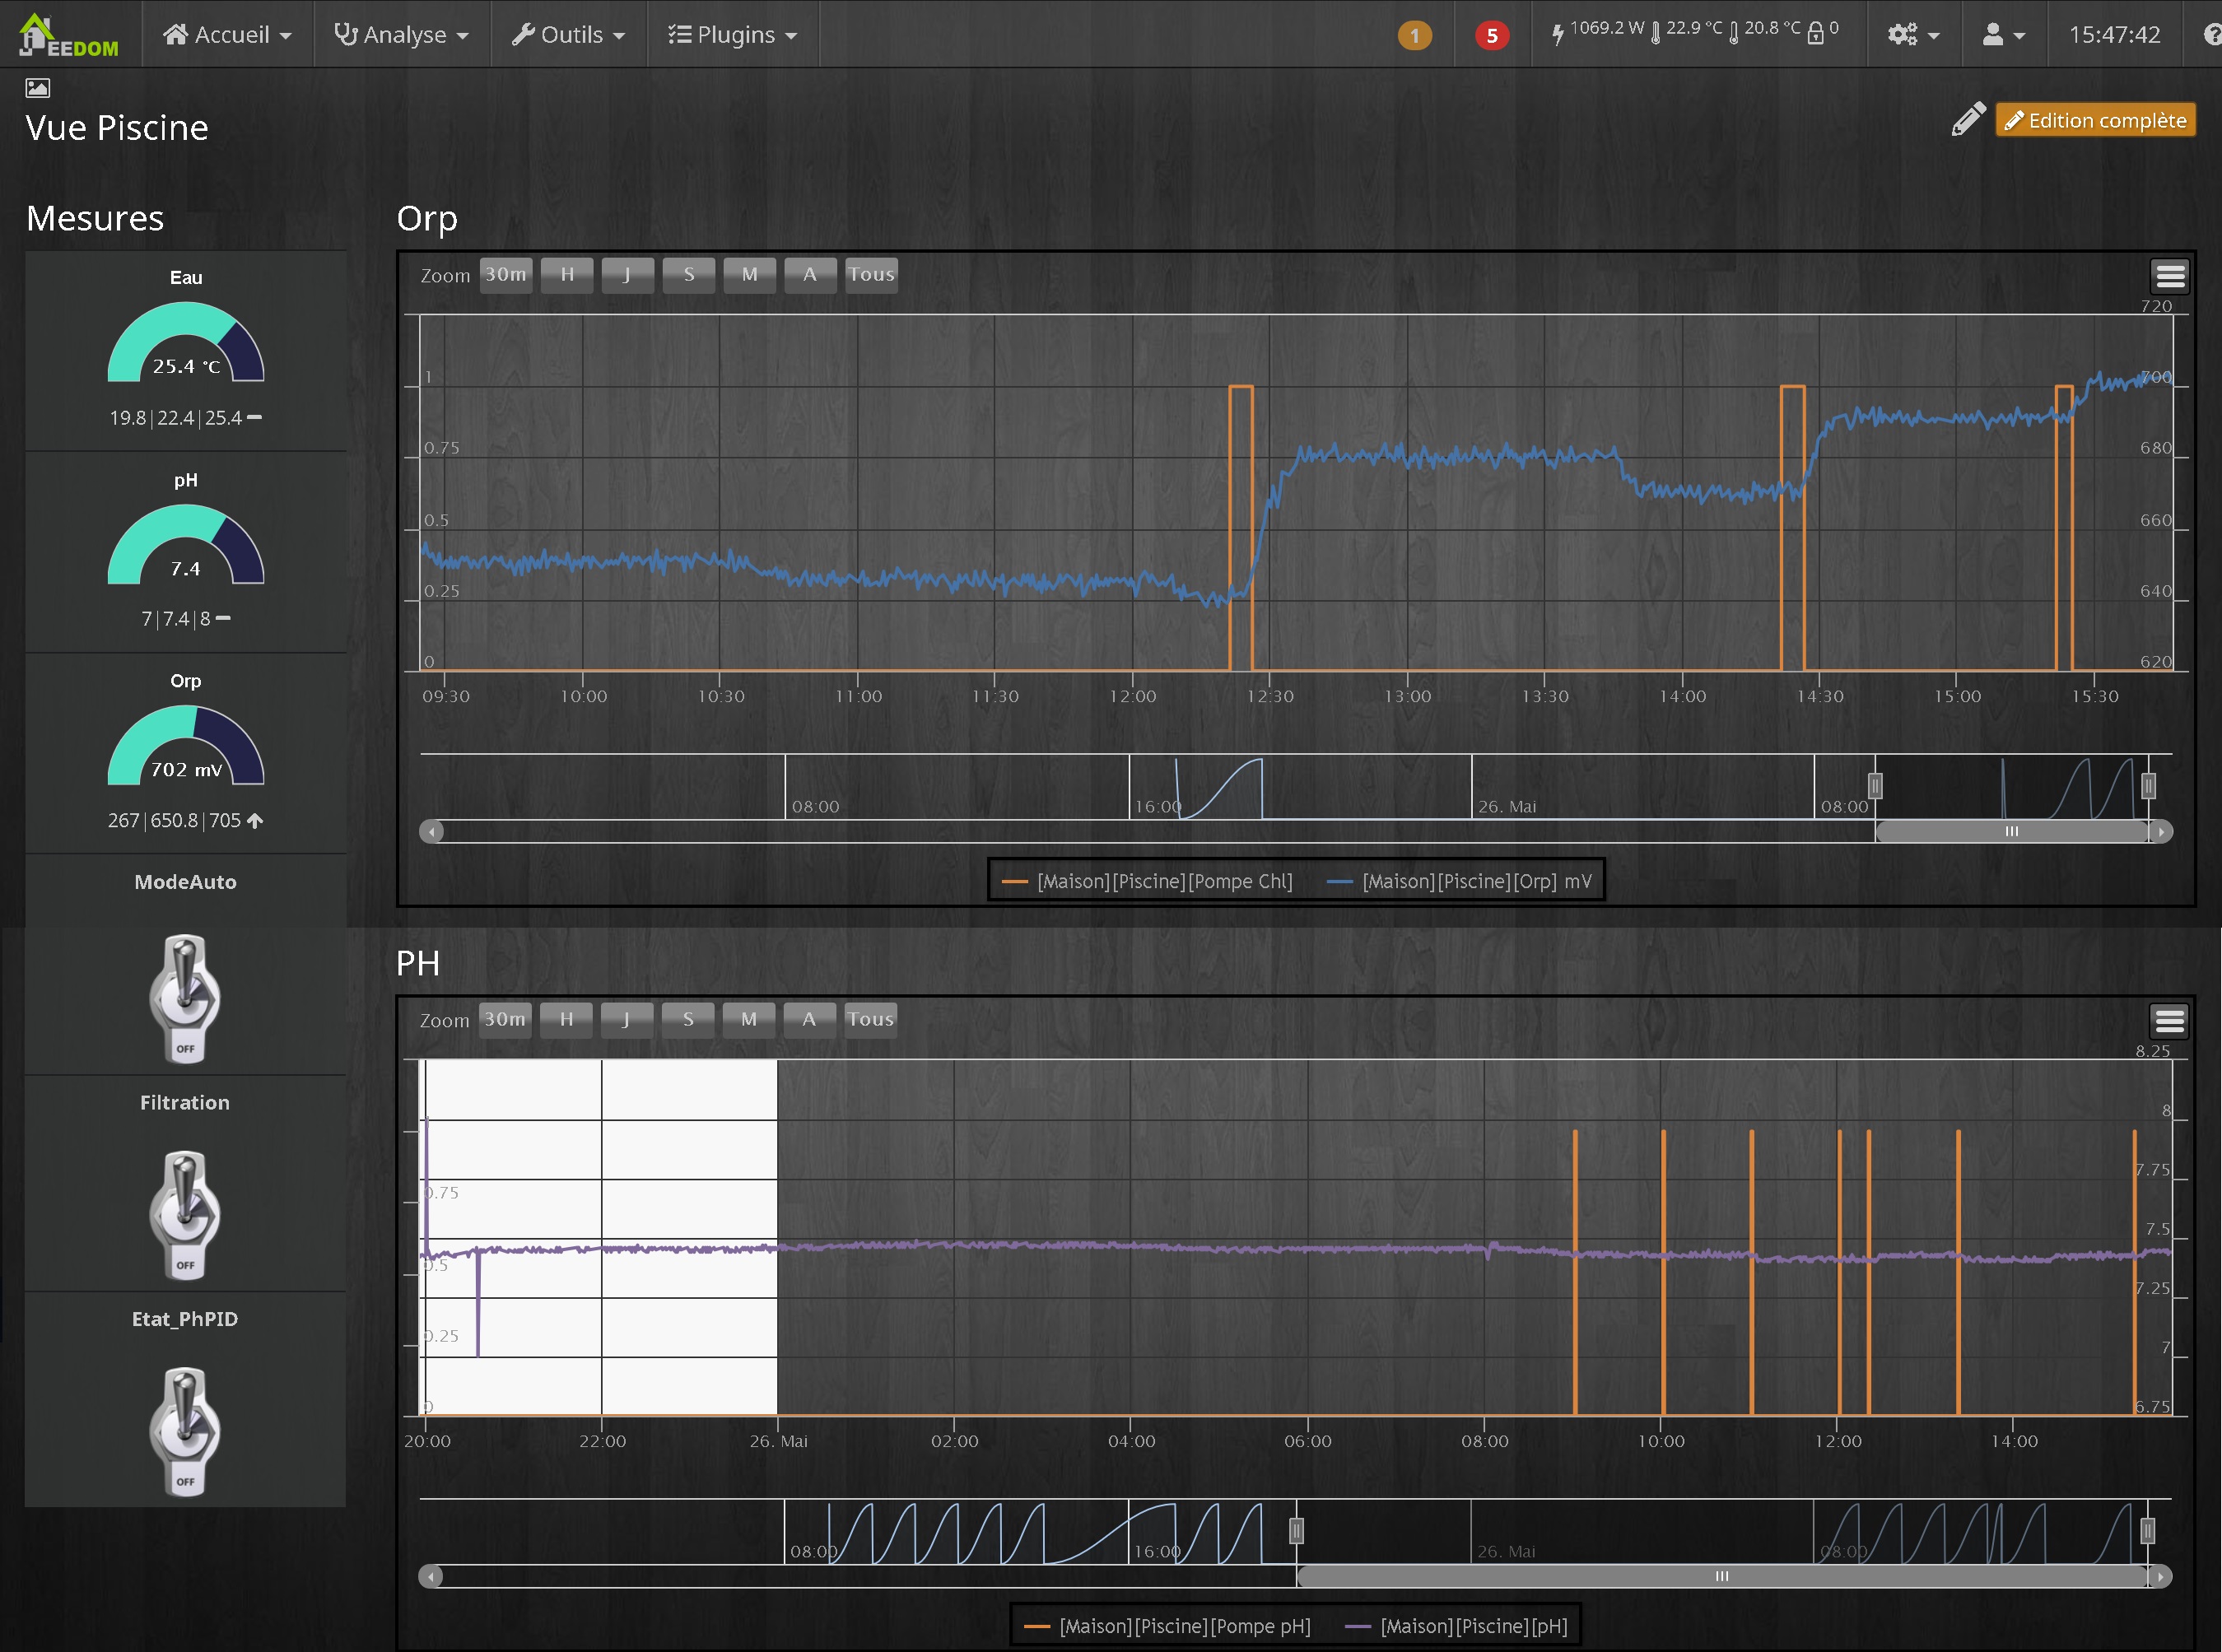 JEEDOM Accueil Analyse Outils Plugins 1 5 1069.2 W 22.9 °C 20.8 °C 0 15:47:42 ?
Vue Piscine
Edition complète
Mesures
Eau
25.4 °C
19.8|22.4|25.4
pH
7.4
7|7.4|8
Orp
702 mV
267|650.8|705
ModeAuto
OFF
Filtration
OFF
Etat_PhPID
OFF
Orp
Zoom 30m H J S M A Tous
720
1 700
0.75 680
0.5 660
0.25 640
0 620
09:30 10:00 10:30 11:00 11:30 12:00 12:30 13:00 13:30 14:00 14:30 15:00 15:30
08:00 16:00 26. Mai 08:00
[Maison][Piscine][Pompe Chl] [Maison][Piscine][Orp] mV
PH
Zoom 30m H J S M A Tous
8.25
8
0.75 7.75
7.5
0.5 7.25
0.25 7
0 6.75
20:00 22:00 26. Mai 02:00 04:00 06:00 08:00 10:00 12:00 14:00
08:00 16:00 26. Mai 08:00
[Maison][Piscine][Pompe pH] [Maison][Piscine][pH]